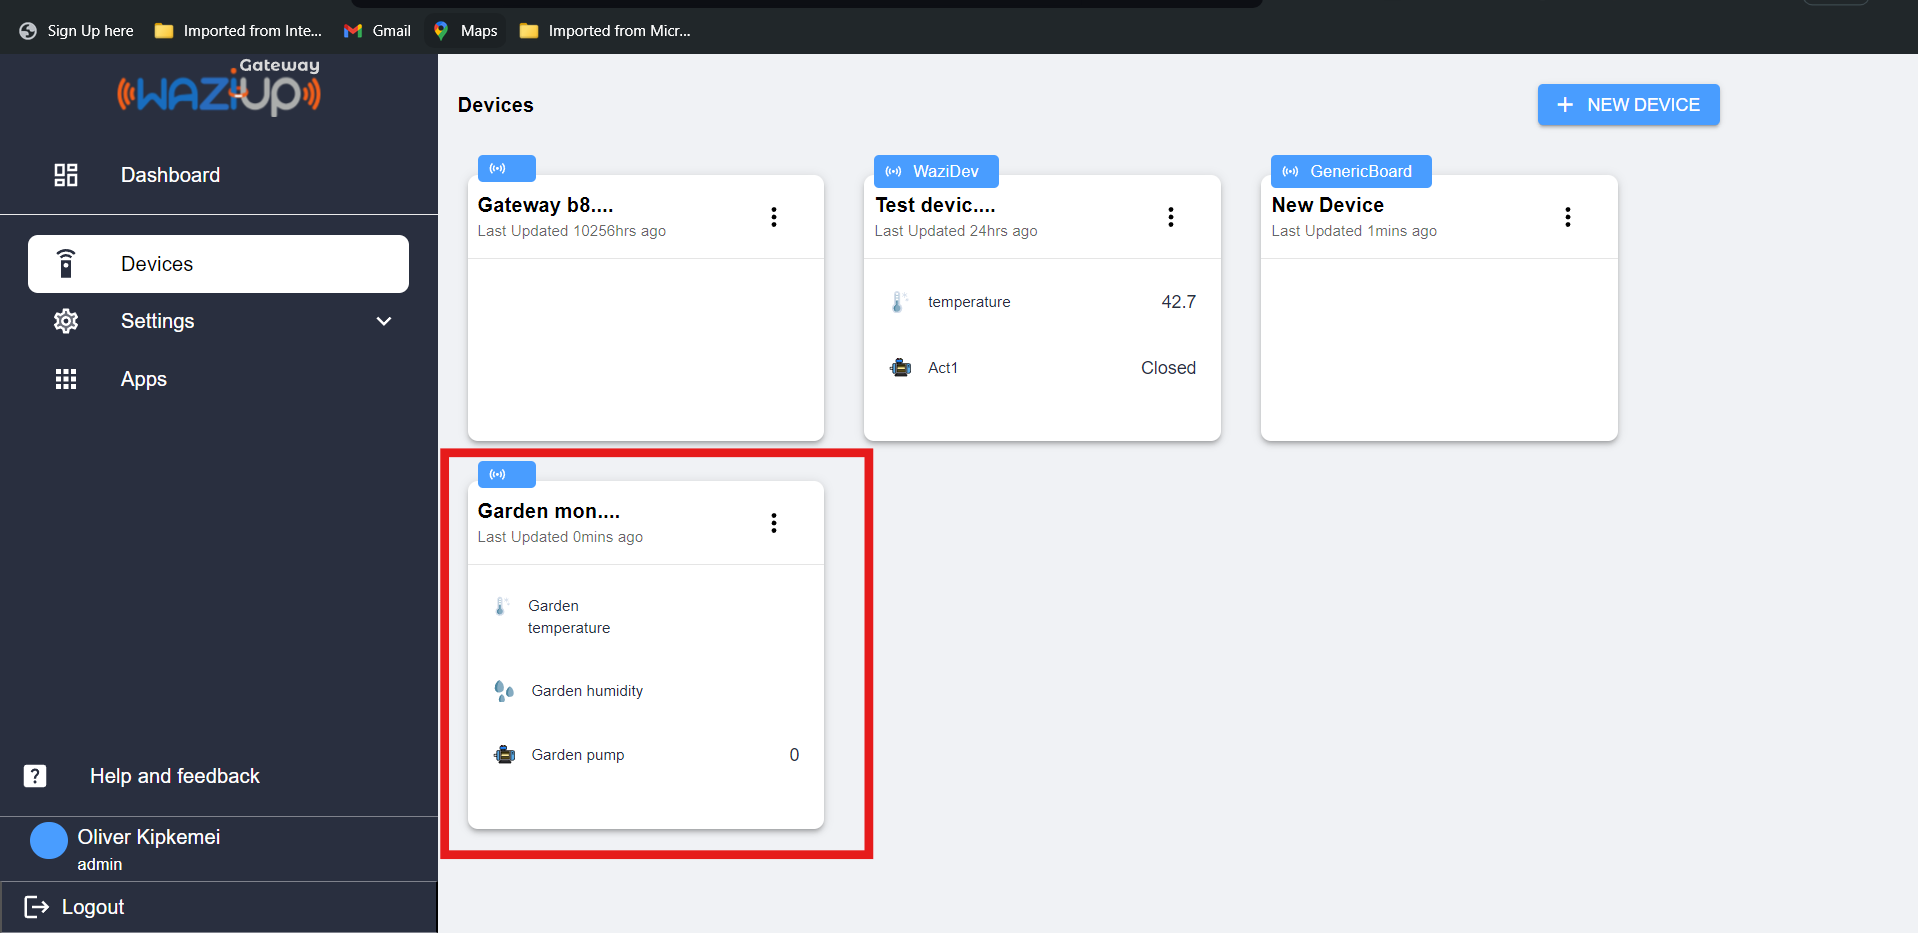 Sign Up here
Imported from Inte...
Gmail
Maps
Imported from Micr...
Gateway
WAZIUP
Dashboard
Devices
Settings
Apps
Help and feedback
Oliver Kipkemei
admin
Logout
Devices
+ NEW DEVICE
Gateway b8....
Last Updated 10256hrs ago
WaziDev
Test devic....
Last Updated 24hrs ago
temperature 42.7
Act1 Closed
GenericBoard
New Device
Last Updated 1mins ago
Garden mon....
Last Updated 0mins ago
Garden
temperature
Garden humidity
Garden pump 0